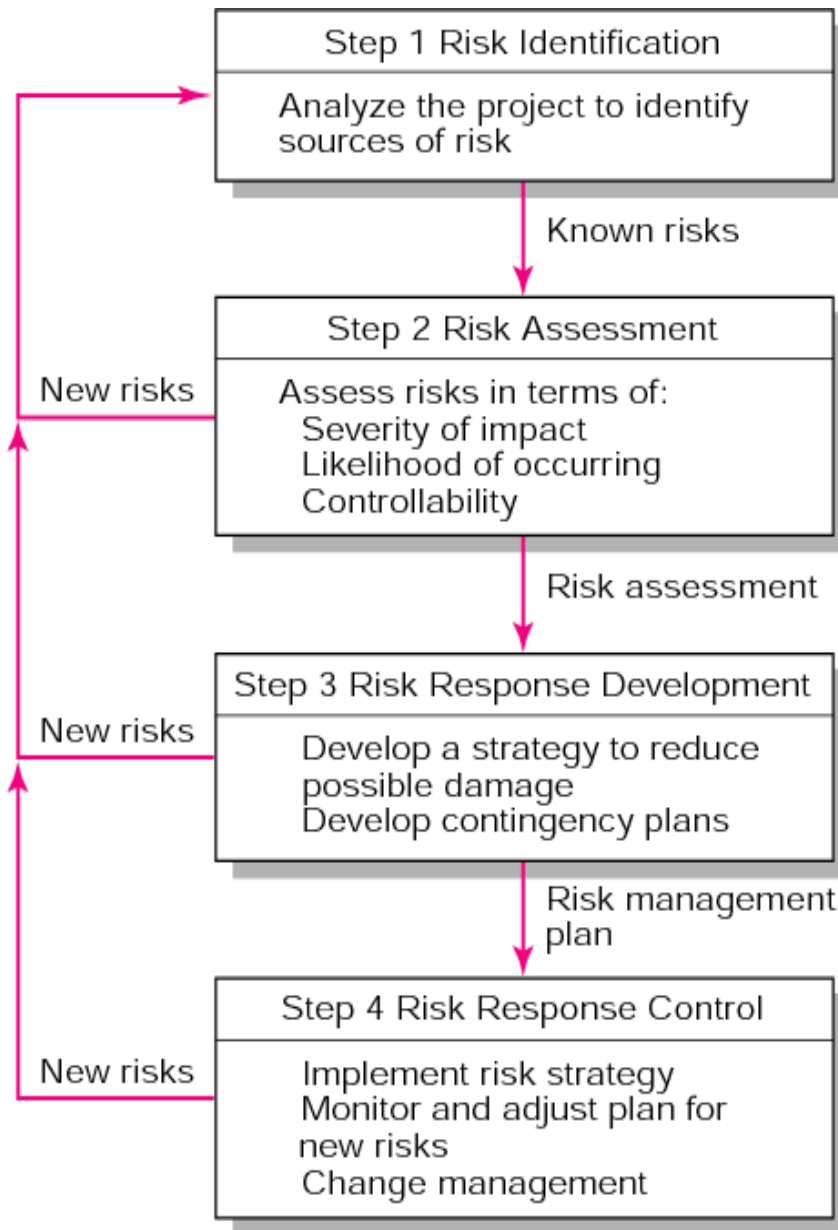 Step 1 Risk Identification
Analyze the project to identify
sources of risk
Known risks
Step 2 Risk Assessment
New risks
Assess risks in terms of:
Severity of impact
Likelihood of occurring
Controllability
Risk assessment
Step 3 Risk Response Development
New risks
Develop a strategy to reduce
possible damage
Develop contingency plans
Risk management
plan
Step 4 Risk Response Control
New risks
Implement risk strategy
Monitor and adjust plan for
new risks
Change management